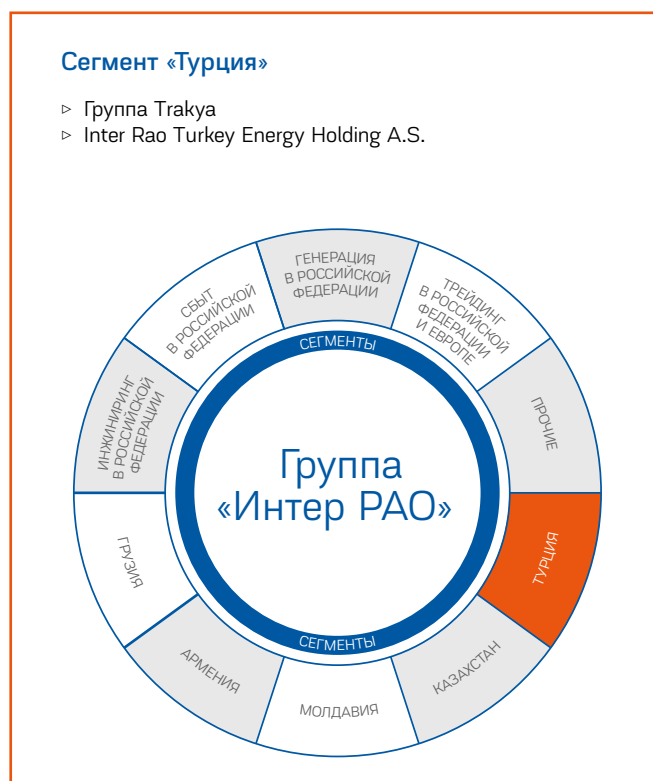 Сегмент «Турция»
▹ Группа Trakya
▹ Inter Rao Turkey Energy Holding A.S.
ГЕНЕРАЦИЯ
В РОССИЙСКОЙ
ФЕДЕРАЦИИ
ТРЕЙДИНГ
В РОССИЙСКОЙ
ФЕДЕРАЦИИ
И ЕВРОПЕ
ПРОЧИЕ
ТУРЦИЯ
КАЗАХСТАН
МОЛДАВИЯ
АРМЕНИЯ
ГРУЗИЯ
ИНЖИНИРИНГ
В РОССИЙСКОЙ
ФЕДЕРАЦИИ
СБЫТ
В РОССИЙСКОЙ
ФЕДЕРАЦИИ
СЕГМЕНТЫ
Группа
«Интер РАО»
СЕГМЕНТЫ